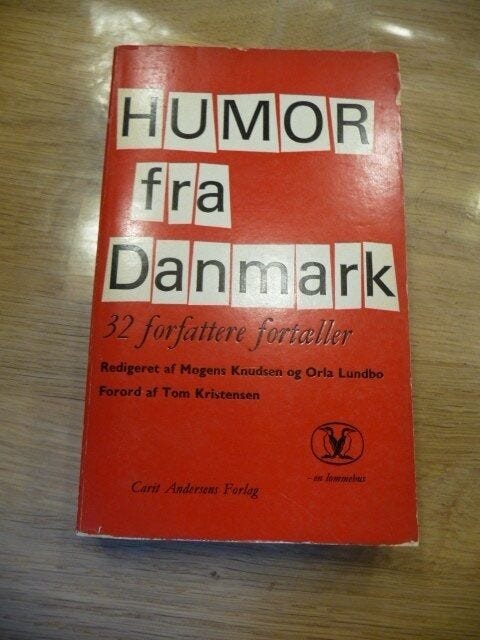 HUMOR
fra
Danmark
32 forfattere fortæller
Redigeret af Mogens Knudsen og Orla Lundbo
Forord af Tom Kristensen
- en lommebus
Carit Andersens Forlag